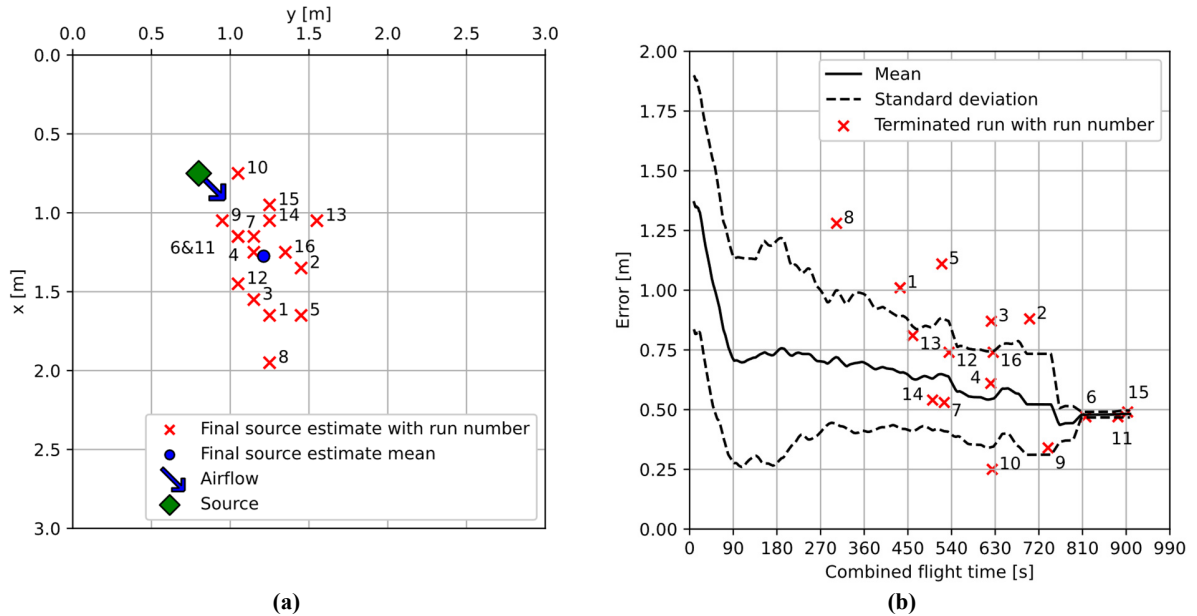 y [m]
0.0 0.5 1.0 1.5 2.0 2.5 3.0
0.0
0.5
1.0
1.5
2.0
2.5
3.0
x [m]
10
15
9 7 14 13
6&11 4 16
2
12
3
1 5
8
Final source estimate with run number
Final source estimate mean
Airflow
Source
(a)
2.00
1.75
1.50
1.25
1.00
0.75
0.50
0.25
0.00
Error [m]
Mean
Standard deviation
Terminated run with run number
8
5
1
3 2
13 12 16
4
14 7
6 15
11
10 9
0 90 180 270 360 450 540 630 720 810 900 990
Combined flight time [s]
(b)